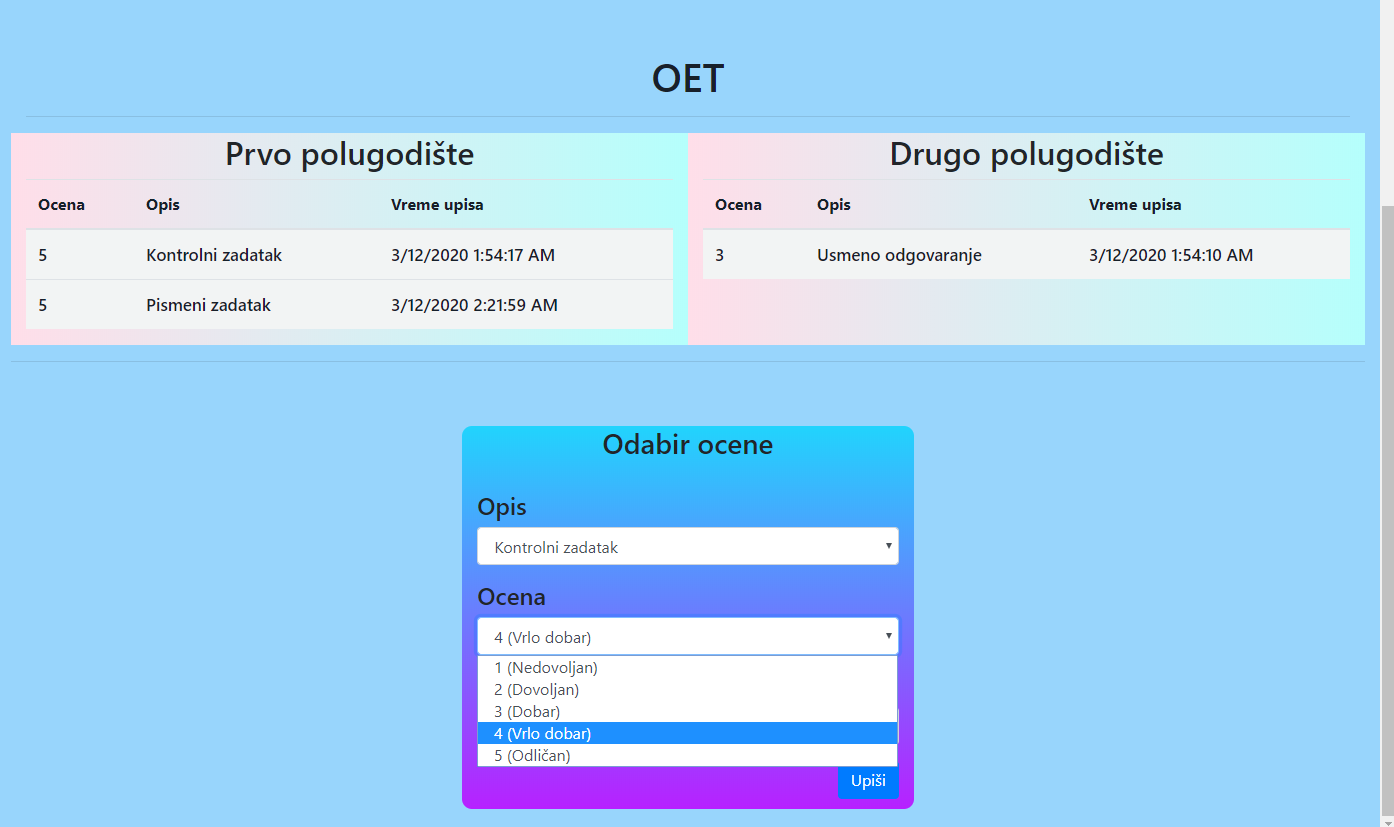 OET
Prvo polugodište
Ocena Opis Vreme upisa
5 Kontrolni zadatak 3/12/2020 1:54:17 AM
5 Pismeni zadatak 3/12/2020 2:21:59 AM
Drugo polugodište
Ocena Opis Vreme upisa
3 Usmeno odgovaranje 3/12/2020 1:54:10 AM
Odabir ocene
Opis
Kontrolni zadatak
Ocena
4 (Vrlo dobar)
1 (Nedovoljan)
2 (Dovoljan)
3 (Dobar)
4 (Vrlo dobar)
5 (Odličan)
Upiši